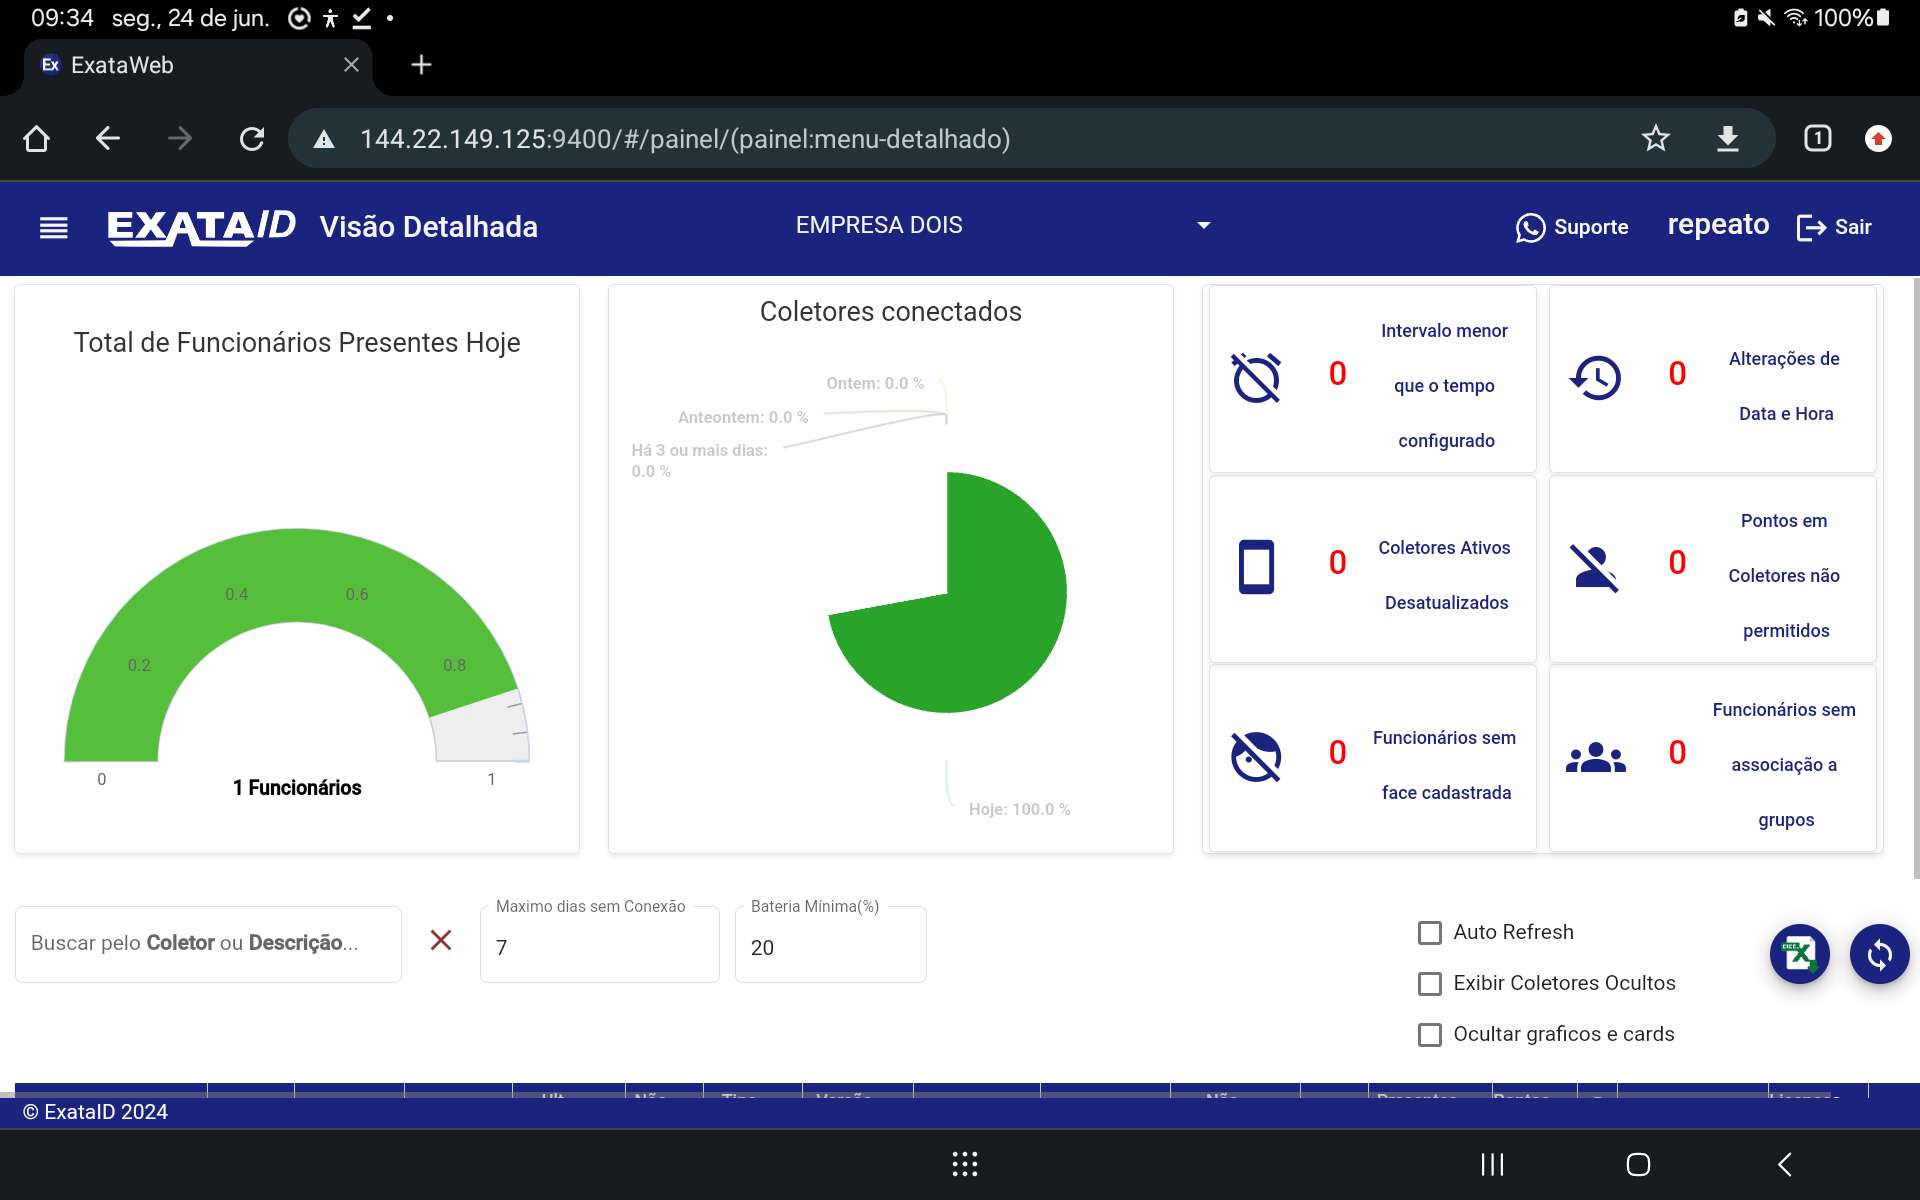 09:34 seg., 24 de jun.
100%
Ex ExataWeb
144.22.149.125:9400/#/painel/(painel:menu-detalhado)
1
EXATAID Visão Detalhada
EMPRESA DOIS
Suporte
repeato
Sair
Total de Funcionários Presentes Hoje
0.4
0.6
0.2
0.8
0
1
1 Funcionários
Coletores conectados
Ontem: 0.0 %
Anteontem: 0.0 %
Há 3 ou mais dias:
0.0 %
Hoje: 100.0 %
0
Intervalo menor
que o tempo
configurado
0
Alterações de
Data e Hora
0
Coletores Ativos
Desatualizados
0
Pontos em
Coletores não
permitidos
0
Funcionários sem
face cadastrada
0
Funcionários sem
associação a
grupos
Buscar pelo Coletor ou Descrição...
Maximo dias sem Conexão
7
Bateria Mínima(%)
20
Auto Refresh
Exibir Coletores Ocultos
Ocultar graficos e cards
© ExataID 2024